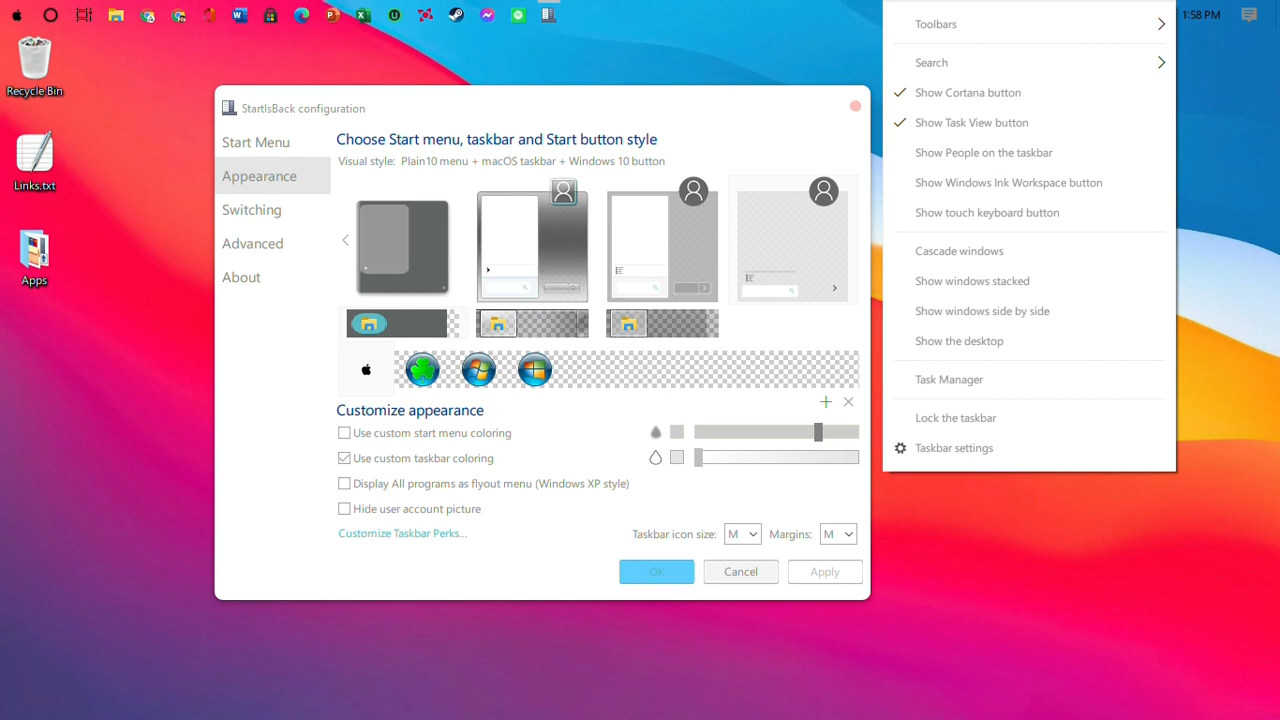 1:58 PM
Recycle Bin
Links.txt
Apps
StartIsBack configuration
Start Menu
Appearance
Switching
Advanced
About
Choose Start menu, taskbar and Start button style
Visual style: Plain10 menu + macOS taskbar + Windows 10 button
Customize appearance
Use custom start menu coloring
Use custom taskbar coloring
Display All programs as flyout menu (Windows XP style)
Hide user account picture
Customize Taskbar Perks...
Taskbar icon size: M Margins: M
OK Cancel Apply
Toolbars
Search
Show Cortana button
Show Task View button
Show People on the taskbar
Show Windows Ink Workspace button
Show touch keyboard button
Cascade windows
Show windows stacked
Show windows side by side
Show the desktop
Task Manager
Lock the taskbar
Taskbar settings